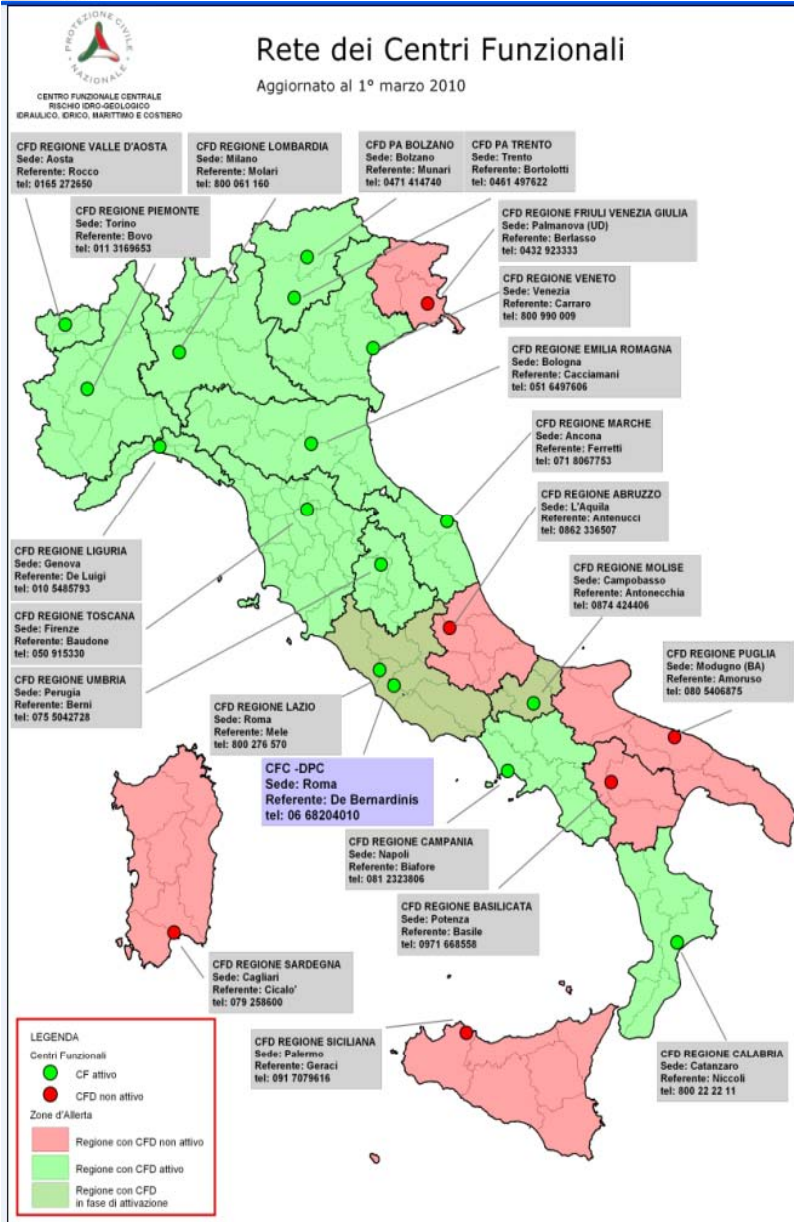 PROTEZIONE CIVILE
NAZIONALE
CENTRO FUNZIONALE CENTRALE
RISCHIO IDRO-GEOLOGICO
IDRAULICO, IDRICO, MARITTIMO E COSTIERO
Rete dei Centri Funzionali
Aggiornato al 1° marzo 2010
CFD REGIONE VALLE D'AOSTA
Sede: Aosta
Referente: Rocco
tel: 0165 272650
CFD REGIONE LOMBARDIA
Sede: Milano
Referente: Molari
tel: 800 061 160
CFD PA BOLZANO
Sede: Bolzano
Referente: Munari
tel: 0471 414740
CFD PA TRENTO
Sede: Trento
Referente: Bortolotti
tel: 0461 497622
CFD REGIONE PIEMONTE
Sede: Torino
Referente: Bovo
tel: 011 3169653
CFD REGIONE FRIULI VENEZIA GIULIA
Sede: Palmanova (UD)
Referente: Berlasso
tel: 0432 923333
CFD REGIONE VENETO
Sede: Venezia
Referente: Carraro
tel: 800 990 009
CFD REGIONE EMILIA ROMAGNA
Sede: Bologna
Referente: Cacciamani
tel: 051 6497606
CFD REGIONE MARCHE
Sede: Ancona
Referente: Ferretti
tel: 071 8067753
CFD REGIONE ABRUZZO
Sede: L'Aquila
Referente: Antenucci
tel: 0862 336507
CFD REGIONE LIGURIA
Sede: Genova
Referente: De Luigi
tel: 010 5485793
CFD REGIONE MOLISE
Sede: Campobasso
Referente: Antonecchia
tel: 0874 424406
CFD REGIONE TOSCANA
Sede: Firenze
Referente: Baudone
tel: 050 915330
CFD REGIONE PUGLIA
Sede: Modugno (BA)
Referente: Amoruso
tel: 080 5406875
CFD REGIONE UMBRIA
Sede: Perugia
Referente: Berni
tel: 075 5042728
CFD REGIONE LAZIO
Sede: Roma
Referente: Mele
tel: 800 276 570
CFC -DPC
Sede: Roma
Referente: De Bernardinis
tel: 06 68204010
CFD REGIONE CAMPANIA
Sede: Napoli
Referente: Biafore
tel: 081 2323806
CFD REGIONE BASILICATA
Sede: Potenza
Referente: Basile
tel: 0971 668558
CFD REGIONE SARDEGNA
Sede: Cagliari
Referente: Cicalo'
tel: 079 258600
CFD REGIONE SICILIANA
Sede: Palermo
Referente: Geraci
tel: 091 7079616
CFD REGIONE CALABRIA
Sede: Catanzaro
Referente: Niccoli
tel: 800 22 22 11
LEGENDA
Centri Funzionali
CF attivo
CFD non attivo
Zone d'Allerta
Regione con CFD non attivo
Regione con CFD attivo
Regione con CFD
in fase di attivazione